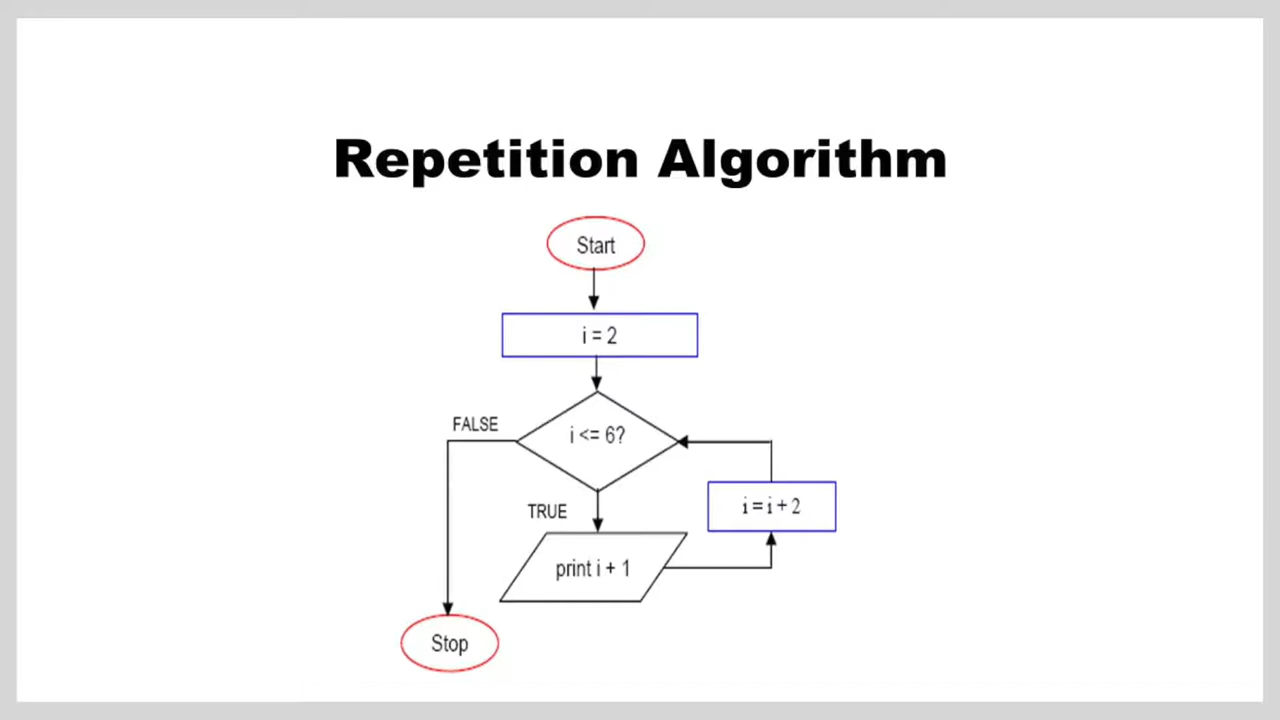 Repetition Algorithm
Start
i = 2
i <= 6?
FALSE
TRUE
print i + 1
i = i + 2
Stop